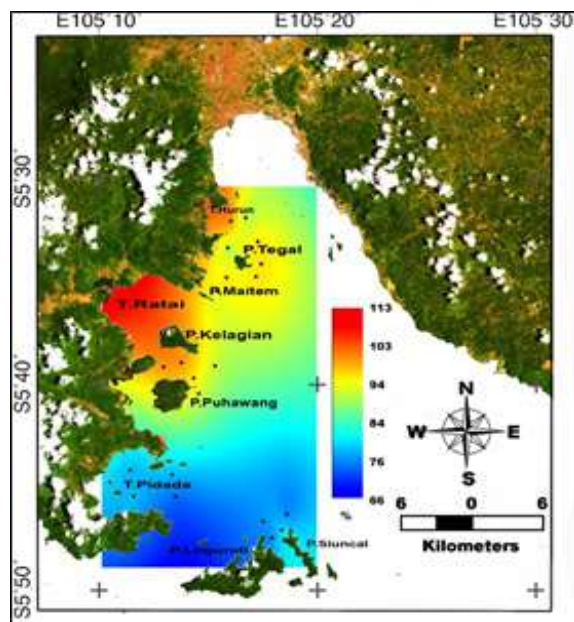 E105˚10 E105˚20 E105˚30
S5˚30
T.Hurun
P.Tegal
P.Maitem
T.Ratai
113
P.Kelagian
103
94
S5˚40
P.Puhawang
84
N
W E
S
76
T.Pidada
66
%
6 0 6
Kilometers
P.Siuncal
S5˚50